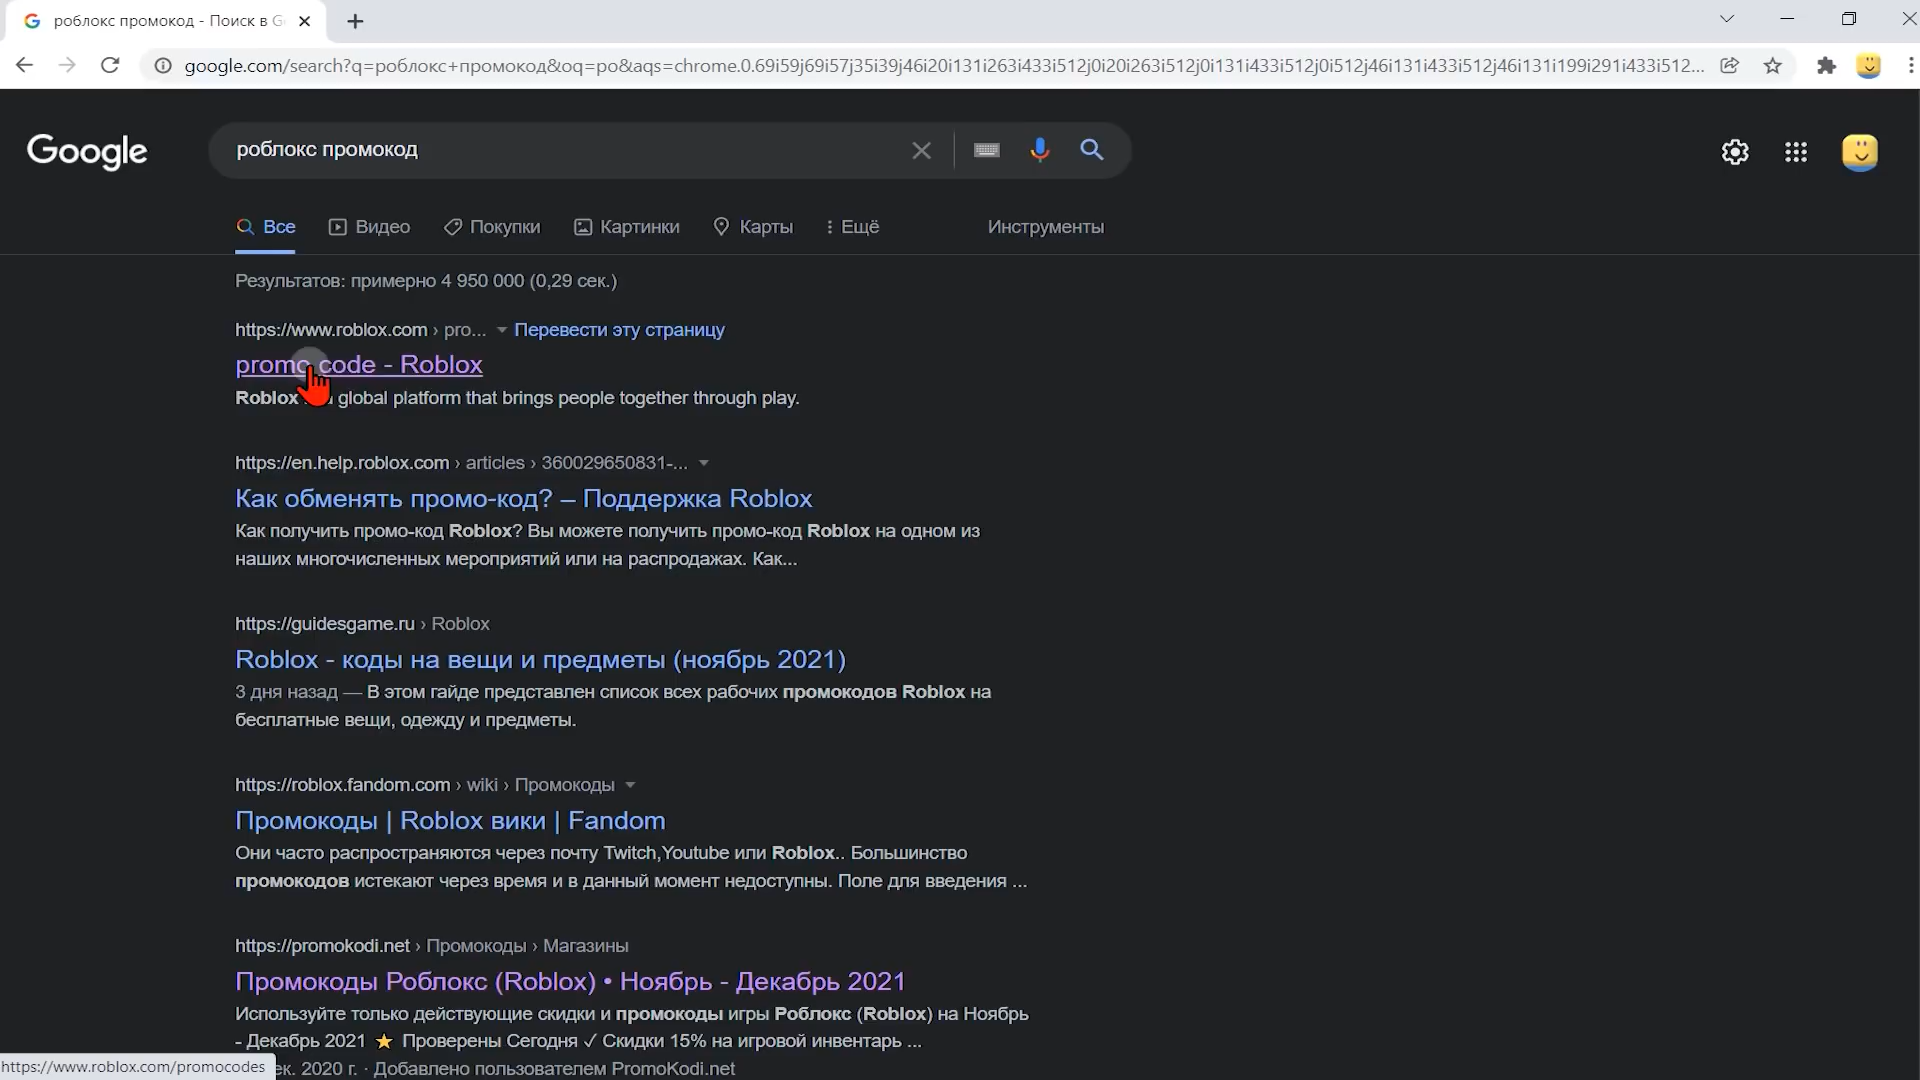 роблокс промокод - Поиск в G
google.com/search?q=роблокс+промокод&oq=ро&aqs=chrome.0.69i59j69i57j35i39j46i20i131i263i433i512j0i20i263i512j0i131i433i512j0i512j46i131i433i512j46i131i199i291i433i512...
Google
роблокс промокод
Все Видео Покупки Картинки Карты Ещё Инструменты
Результатов: примерно 4 950 000 (0,29 сек.)
https://www.roblox.com › pro... Перевести эту страницу
promo code - Roblox
Roblox global platform that brings people together through play.
https://en.help.roblox.com › articles › 360029650831-...
Как обменять промо-код? – Поддержка Roblox
Как получить промо-код Roblox? Вы можете получить промо-код Roblox на одном из
наших многочисленных мероприятий или на распродажах. Как...
https://guidesgame.ru › Roblox
Roblox - коды на вещи и предметы (ноябрь 2021)
3 дня назад — В этом гайде представлен список всех рабочих промокодов Roblox на
бесплатные вещи, одежду и предметы.
https://roblox.fandom.com › wiki › Промокоды
Промокоды | Roblox вики | Fandom
Они часто распространяются через почту Twitch,Youtube или Roblox.. Большинство
промокодов истекают через время и в данный момент недоступны. Поле для введения ...
https://promokodi.net › Промокоды › Магазины
Промокоды Роблокс (Roblox) • Ноябрь - Декабрь 2021
Используйте только действующие скидки и промокоды игры Роблокс (Roblox) на Ноябрь
- Декабрь 2021 ⭐ Проверены Сегодня ✓ Скидки 15% на игровой инвентарь ...
ек. 2020 г. · Добавлено пользователем PromoKodi.net
https://www.roblox.com/promocodes